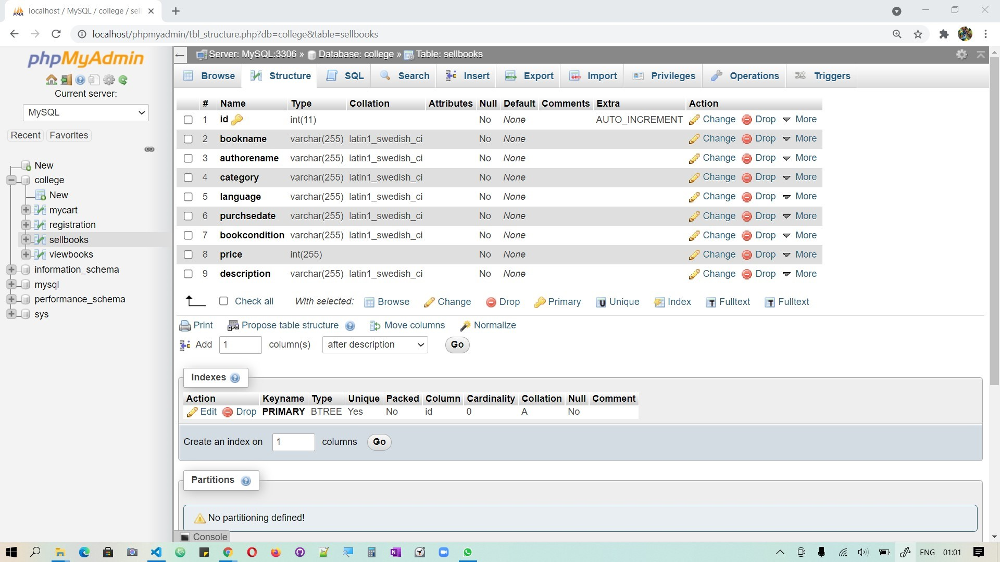 localhost / MySQL / college / sell
localhost/phpmyadmin/tbl_structure.php?db=college&table=sellbooks
phpMyAdmin
Current server:
MySQL
Recent Favorites
New
college
New
mycart
registration
sellbooks
viewbooks
information_schema
mysql
performance_schema
sys
Server: MySQL:3306 » Database: college » Table: sellbooks
Browse Structure SQL Search Insert Export Import Privileges Operations Triggers
# Name Type Collation Attributes Null Default Comments Extra Action
1 id int(11) No None AUTO_INCREMENT Change Drop More
2 bookname varchar(255) latin1_swedish_ci No None Change Drop More
3 authorename varchar(255) latin1_swedish_ci No None Change Drop More
4 category varchar(255) latin1_swedish_ci No None Change Drop More
5 language varchar(255) latin1_swedish_ci No None Change Drop More
6 purchsedate varchar(255) latin1_swedish_ci No None Change Drop More
7 bookcondition varchar(255) latin1_swedish_ci No None Change Drop More
8 price int(255) No None Change Drop More
9 description varchar(255) latin1_swedish_ci No None Change Drop More
Check all With selected: Browse Change Drop Primary Unique Index Fulltext Fulltext
Print Propose table structure Move columns Normalize
Add 1 column(s) after description Go
Indexes
Action Keyname Type Unique Packed Column Cardinality Collation Null Comment
Edit Drop PRIMARY BTREE Yes No id 0 A No
Create an index on 1 columns Go
Partitions
No partitioning defined!
Console
ENG 01:01